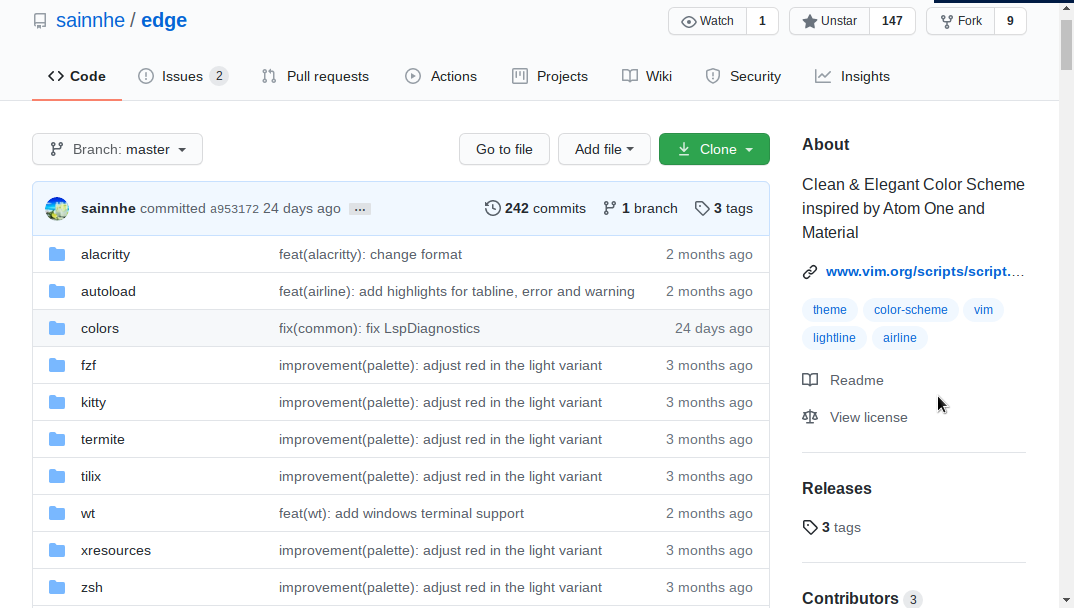 sainnhe / edge
Watch 1
Unstar 147
Fork 9
Code
Issues 2
Pull requests
Actions
Projects
Wiki
Security
Insights
Branch: master
Go to file
Add file
Clone
sainnhe committed a953172 24 days ago ...
242 commits
1 branch
3 tags
alacritty feat(alacritty): change format 2 months ago
autoload feat(airline): add highlights for tabline, error and warning 2 months ago
colors fix(common): fix LspDiagnostics 24 days ago
fzf improvement(palette): adjust red in the light variant 3 months ago
kitty improvement(palette): adjust red in the light variant 3 months ago
termite improvement(palette): adjust red in the light variant 3 months ago
tilix improvement(palette): adjust red in the light variant 3 months ago
wt feat(wt): add windows terminal support 2 months ago
xresources improvement(palette): adjust red in the light variant 3 months ago
zsh improvement(palette): adjust red in the light variant 3 months ago
About
Clean & Elegant Color Scheme
inspired by Atom One and
Material
www.vim.org/scripts/script....
theme color-scheme vim
lightline airline
Readme
View license
Releases
3 tags
Contributors 3